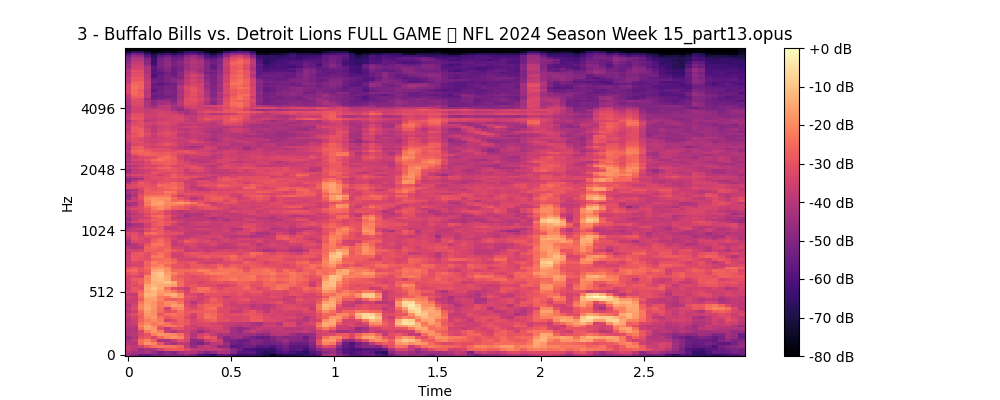 3 - Buffalo Bills vs. Detroit Lions FULL GAME ▯ NFL 2024 Season Week 15_part13.opus
+0 dB
-10 dB
-20 dB
-30 dB
-40 dB
-50 dB
-60 dB
-70 dB
-80 dB
4096
2048
1024
512
0
Hz
0 0.5 1 1.5 2 2.5
Time